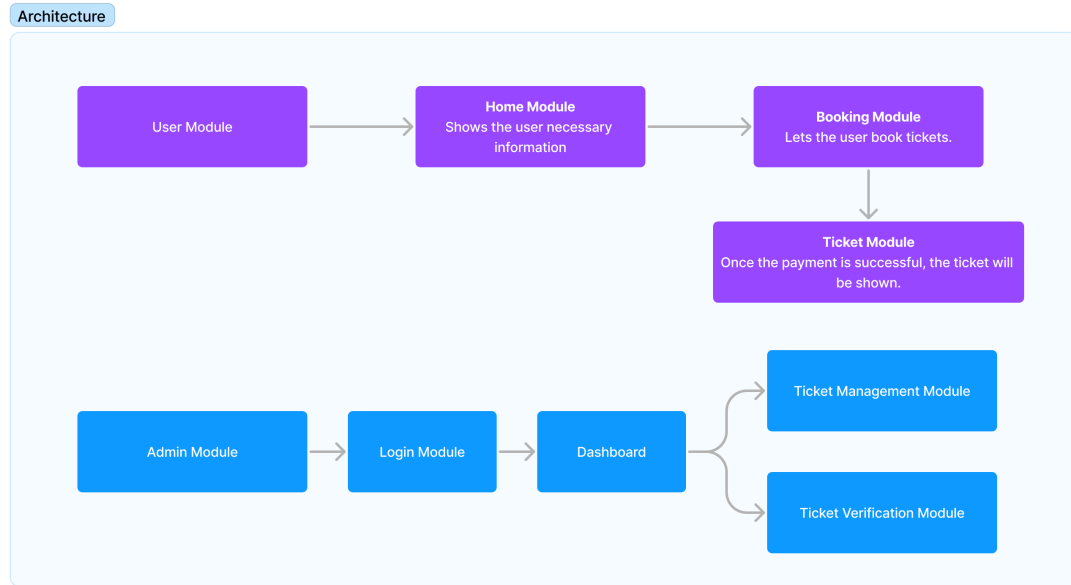 Architecture
User Module
Home Module
Shows the user necessary
information
Booking Module
Lets the user book tickets.
Ticket Module
Once the payment is successful, the ticket will
be shown.
Admin Module
Login Module
Dashboard
Ticket Management Module
Ticket Verification Module